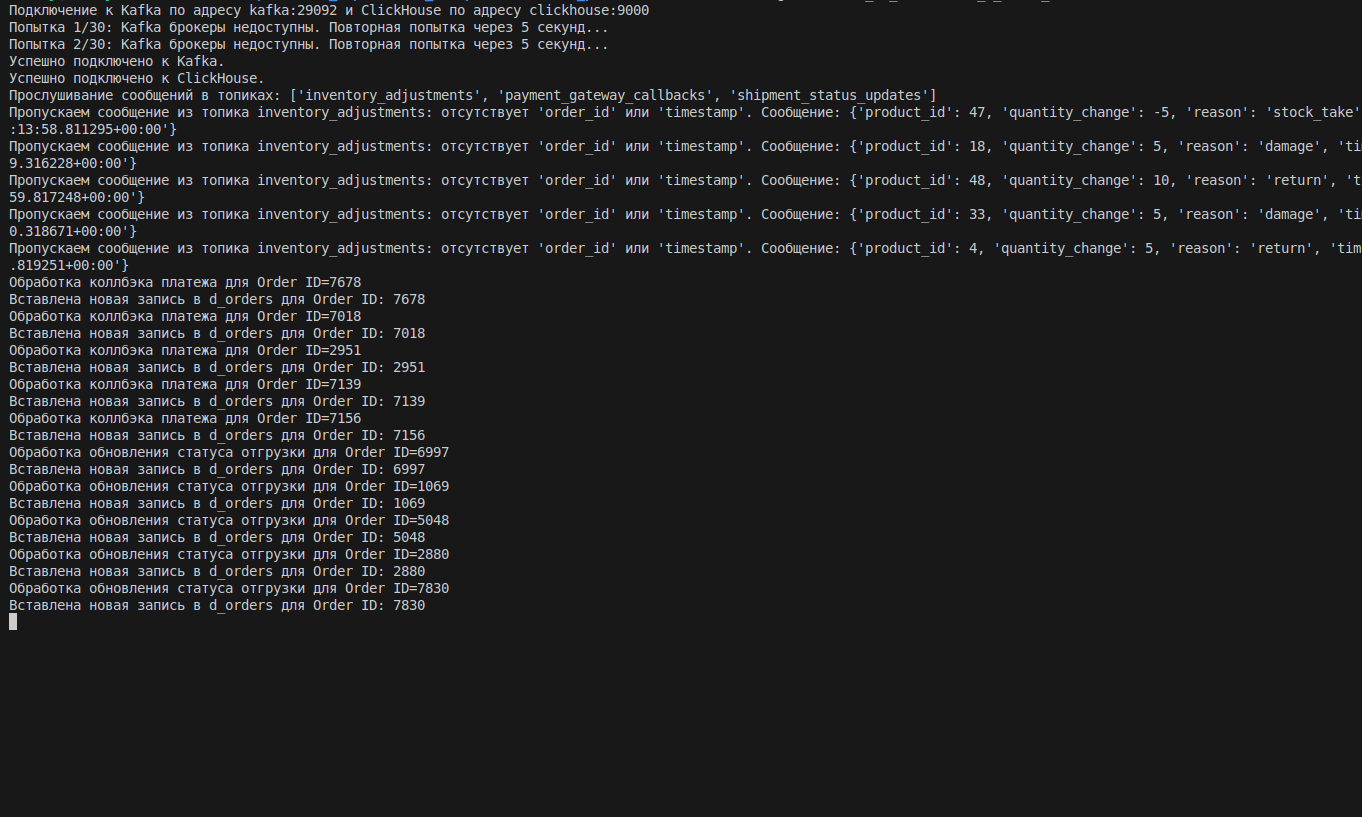 Подключение к Kafka по адресу kafka:29092 и ClickHouse по адресу clickhouse:9000
Попытка 1/30: Kafka брокеры недоступны. Повторная попытка через 5 секунд...
Попытка 2/30: Kafka брокеры недоступны. Повторная попытка через 5 секунд...
Успешно подключено к Kafka.
Успешно подключено к ClickHouse.
Прослушивание сообщений в топиках: ['inventory_adjustments', 'payment_gateway_callbacks', 'shipment_status_updates']
Пропускаем сообщение из топика inventory_adjustments: отсутствует 'order_id' или 'timestamp'. Сообщение: {'product_id': 47, 'quantity_change': -5, 'reason': 'stock_take'
:13:58.811295+00:00'}
Пропускаем сообщение из топика inventory_adjustments: отсутствует 'order_id' или 'timestamp'. Сообщение: {'product_id': 18, 'quantity_change': 5, 'reason': 'damage', 'ti
9.316228+00:00'}
Пропускаем сообщение из топика inventory_adjustments: отсутствует 'order_id' или 'timestamp'. Сообщение: {'product_id': 48, 'quantity_change': 10, 'reason': 'return', 't
59.817248+00:00'}
Пропускаем сообщение из топика inventory_adjustments: отсутствует 'order_id' или 'timestamp'. Сообщение: {'product_id': 33, 'quantity_change': 5, 'reason': 'damage', 'ti
0.318671+00:00'}
Пропускаем сообщение из топика inventory_adjustments: отсутствует 'order_id' или 'timestamp'. Сообщение: {'product_id': 4, 'quantity_change': 5, 'reason': 'return', 'tim
.819251+00:00'}
Обработка коллбэка платежа для Order ID=7678
Вставлена новая запись в d_orders для Order ID: 7678
Обработка коллбэка платежа для Order ID=7018
Вставлена новая запись в d_orders для Order ID: 7018
Обработка коллбэка платежа для Order ID=2951
Вставлена новая запись в d_orders для Order ID: 2951
Обработка коллбэка платежа для Order ID=7139
Вставлена новая запись в d_orders для Order ID: 7139
Обработка коллбэка платежа для Order ID=7156
Вставлена новая запись в d_orders для Order ID: 7156
Обработка обновления статуса отгрузки для Order ID=6997
Вставлена новая запись в d_orders для Order ID: 6997
Обработка обновления статуса отгрузки для Order ID=1069
Вставлена новая запись в d_orders для Order ID: 1069
Обработка обновления статуса отгрузки для Order ID=5048
Вставлена новая запись в d_orders для Order ID: 5048
Обработка обновления статуса отгрузки для Order ID=2880
Вставлена новая запись в d_orders для Order ID: 2880
Обработка обновления статуса отгрузки для Order ID=7830
Вставлена новая запись в d_orders для Order ID: 7830